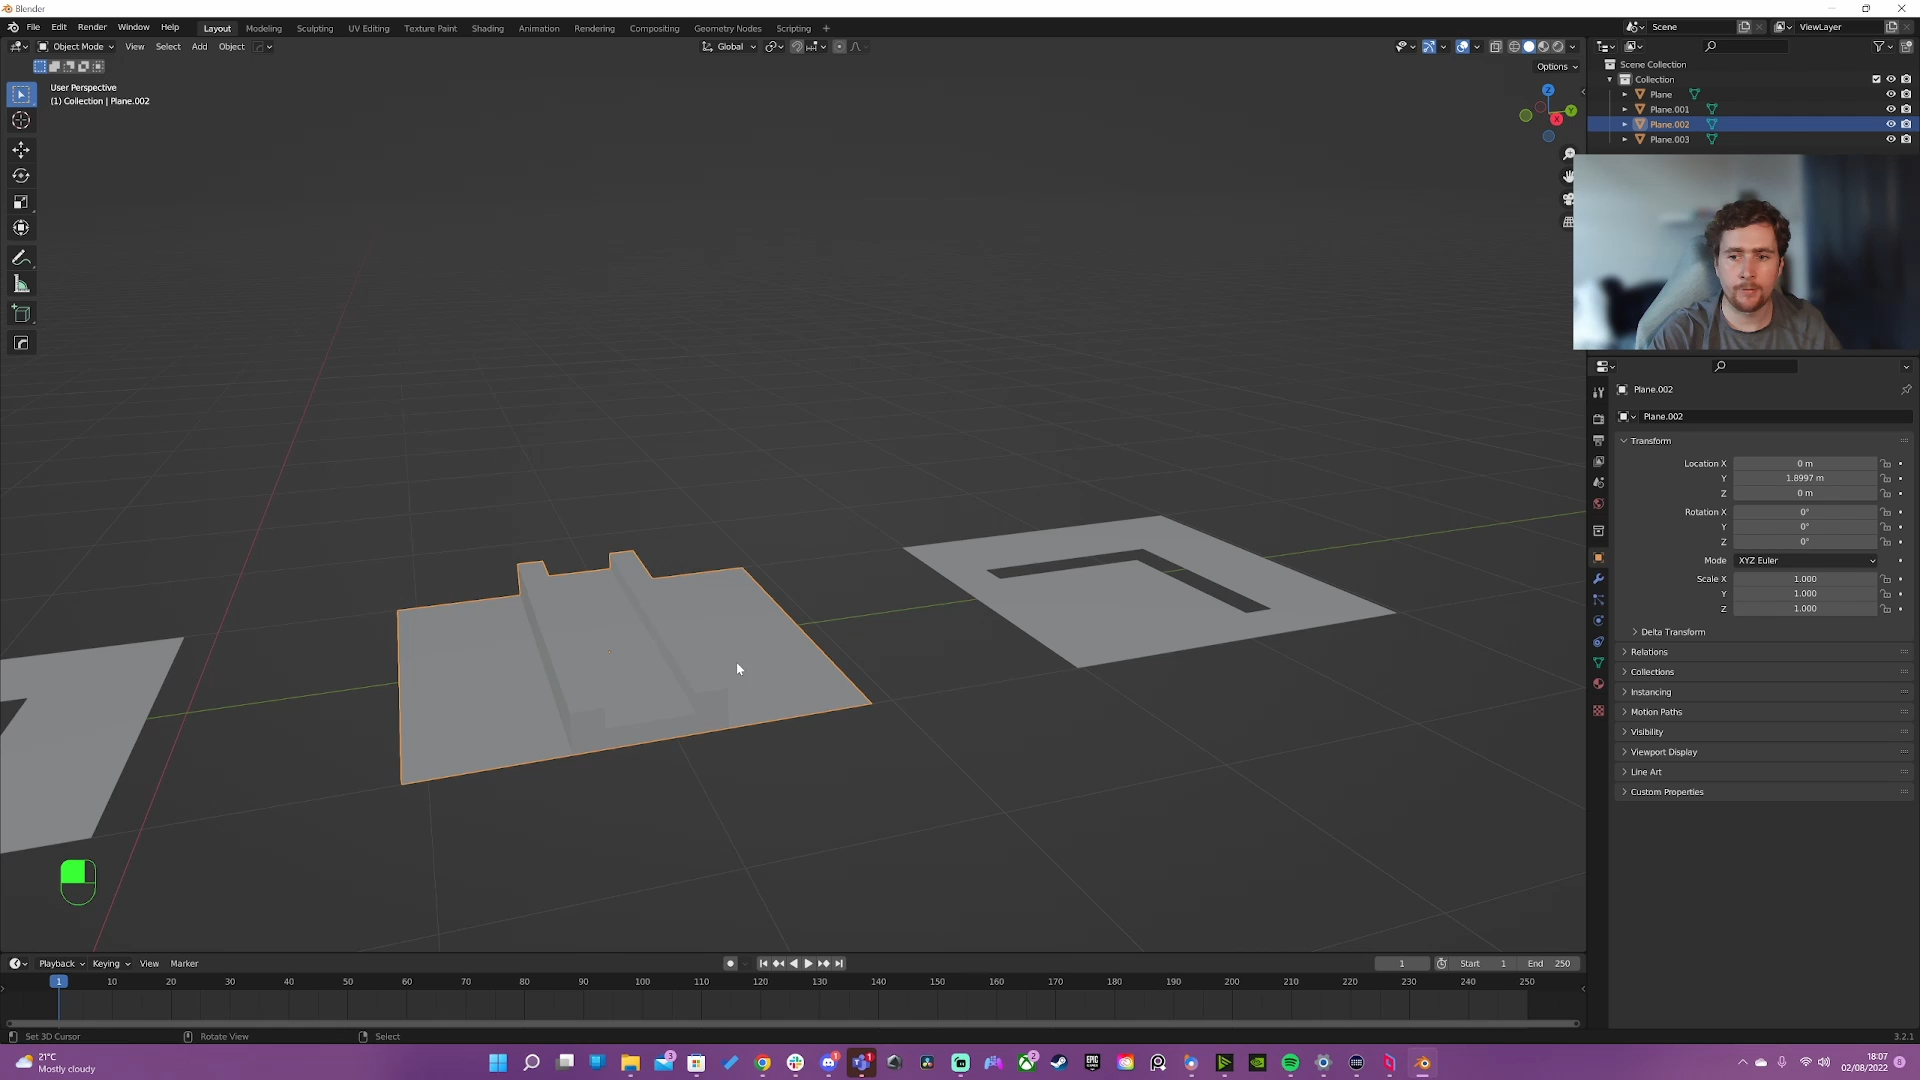 Blender
File Edit Render Window Help Layout Modeling Sculpting UV Editing Texture Paint Shading Animation Rendering Compositing Geometry Nodes Scripting + Scene ViewLayer
Object Mode View Select Add Object Global
Options
User Perspective
(1) Collection | Plane.002
Z
Y
X
Scene Collection
Collection
Plane
Plane.001
Plane.002
Plane.003
Plane.002
Plane.002
Transform
Location X 0 m
Y 1.8997 m
Z 0 m
Rotation X 0°
Y 0°
Z 0°
Mode XYZ Euler
Scale X 1.000
Y 1.000
Z 1.000
Delta Transform
Relations
Collections
Instancing
Motion Paths
Visibility
Viewport Display
Line Art
Custom Properties
Playback Keying View Marker 1 Start 1 End 250
1 10 20 30 40 50 60 70 80 90 100 110 120 130 140 150 160 170 180 190 200 210 220 230 240 250
Set 3D Cursor Rotate View Select 3.2.1
21°C
Mostly cloudy
18:07
02/08/2022